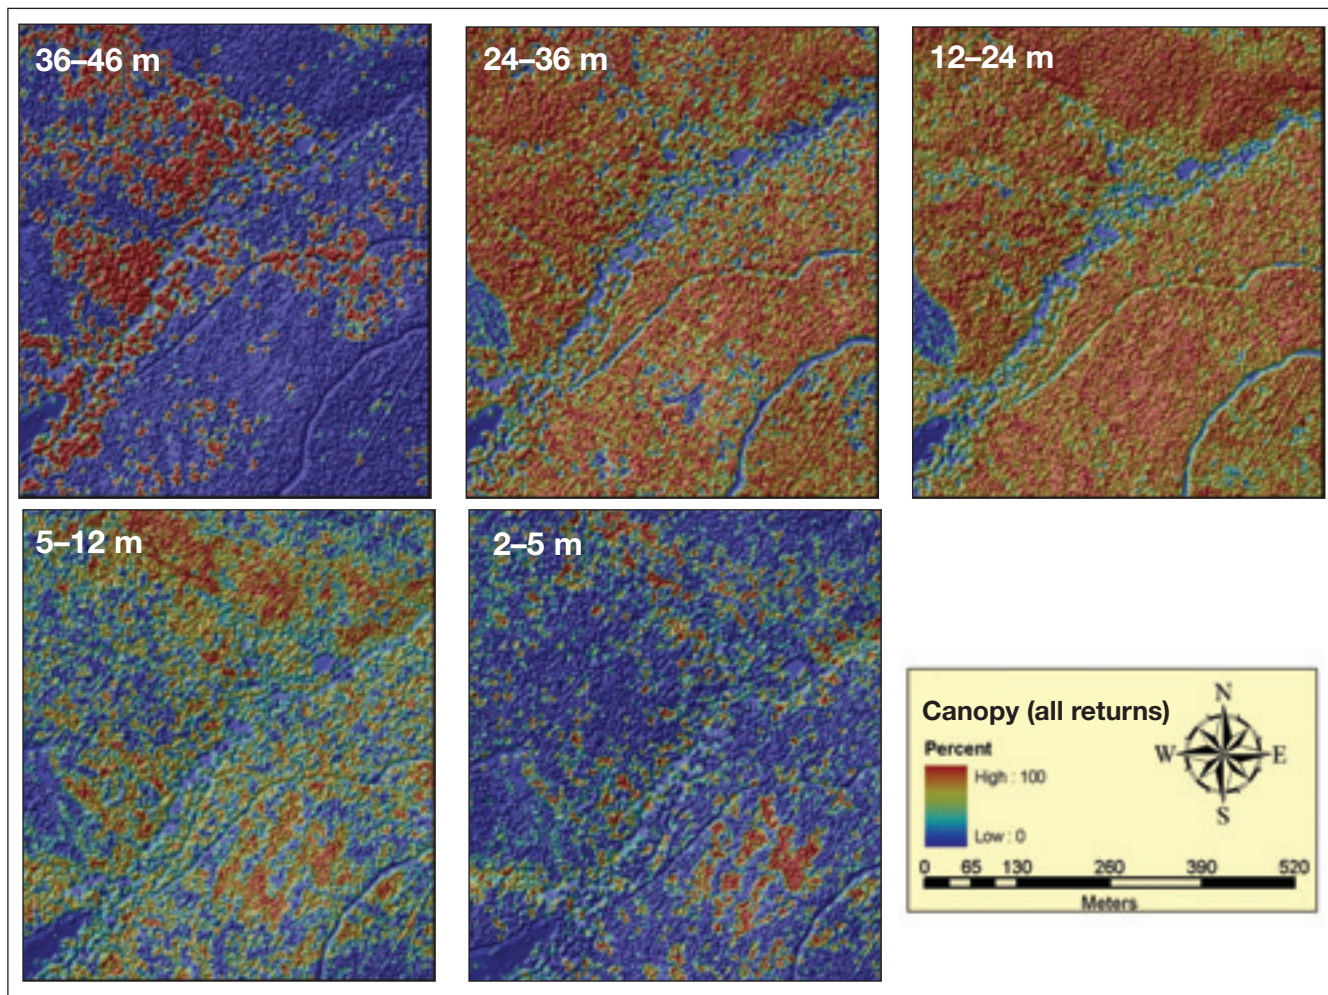 36–46 m
24–36 m
12–24 m
5–12 m
2–5 m
Canopy (all returns)
Percent
High : 100
Low : 0
N
W E
S
0 65 130 260 390 520
Meters